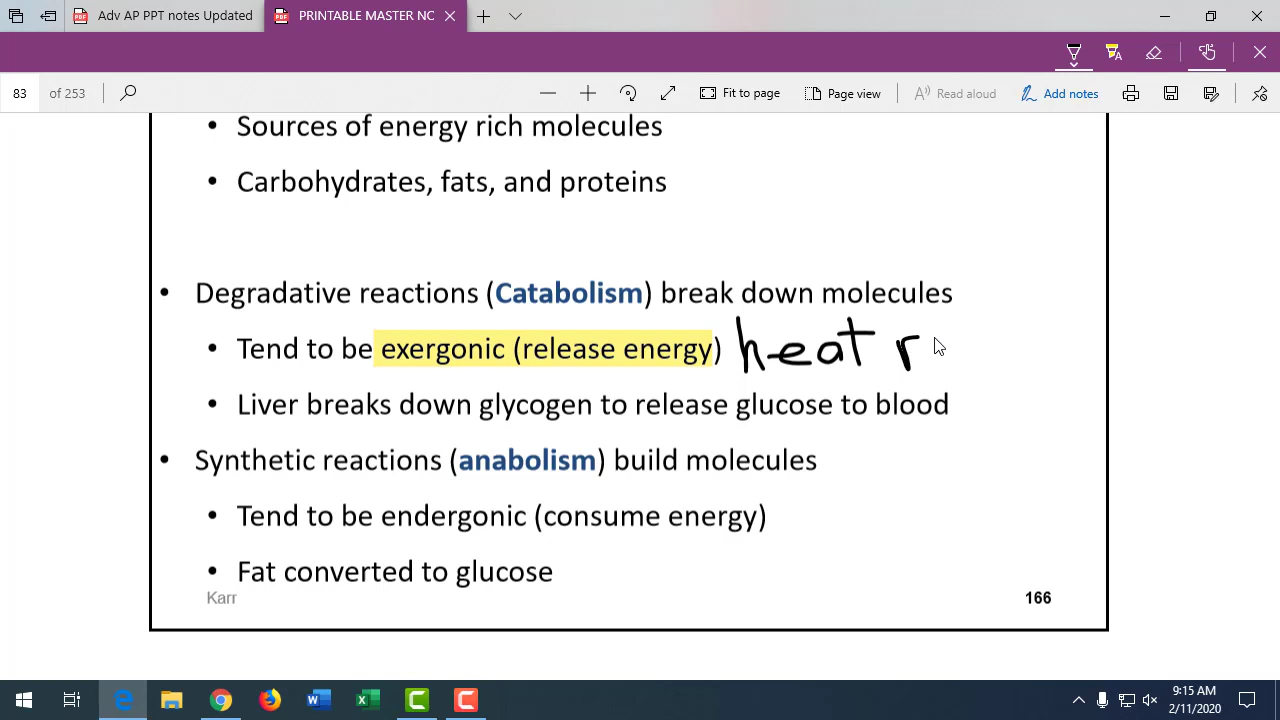 Adv AP PPT notes Updated
PRINTABLE MASTER NC
83 of 253
Fit to page
Page view
Read aloud
Add notes
• Sources of energy rich molecules
• Carbohydrates, fats, and proteins
• Degradative reactions (Catabolism) break down molecules
• Tend to be exergonic (release energy) heat r
• Liver breaks down glycogen to release glucose to blood
• Synthetic reactions (anabolism) build molecules
• Tend to be endergonic (consume energy)
• Fat converted to glucose
Karr
166
9:15 AM
2/11/2020